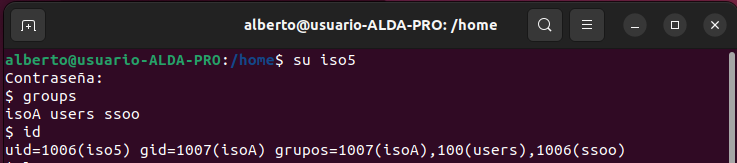 alberto@usuario-ALDA-PRO: /home
alberto@usuario-ALDA-PRO:/home$ su iso5
Contraseña:
$ groups
isoA users ssoo
$ id
uid=1006(iso5) gid=1007(isoA) grupos=1007(isoA),100(users),1006(ssoo)